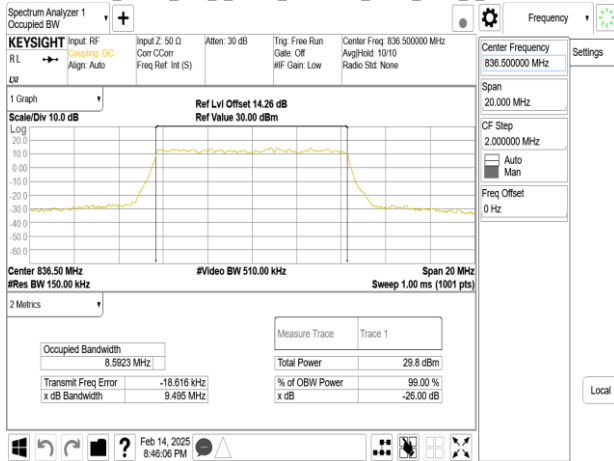 Spectrum Analyzer 1
Occupied BW
+
Frequency
KEYSIGHT
RL
LXI
Input: RF
Coupling: DC
Align: Auto
Input Z: 50 Ω
Corr CCorr
Freq Ref: Int (S)
Atten: 30 dB
Trig: Free Run
Gate: Off
#IF Gain: Low
Center Freq: 836.500000 MHz
Avg|Hold: 10/10
Radio Std: None
Center Frequency
836.500000 MHz
Settings
Span
20.000 MHz
CF Step
2.000000 MHz
Auto
Man
Freq Offset
0 Hz
Local
1 Graph
Scale/Div 10.0 dB
Ref Lvl Offset 14.26 dB
Ref Value 30.00 dBm
Log
20.0
10.0
0.00
-10.0
-20.0
-30.0
-40.0
-50.0
-60.0
Center 836.50 MHz
#Video BW 510.00 kHz
Span 20 MHz
#Res BW 150.00 kHz
Sweep 1.00 ms (1001 pts)
2 Metrics
Measure Trace Trace 1
Occupied Bandwidth
8.5923 MHz
Total Power 29.8 dBm
Transmit Freq Error -18.616 kHz
% of OBW Power 99.00 %
x dB Bandwidth 9.495 MHz
x dB -26.00 dB
?
Feb 14, 2025
8:46:06 PM